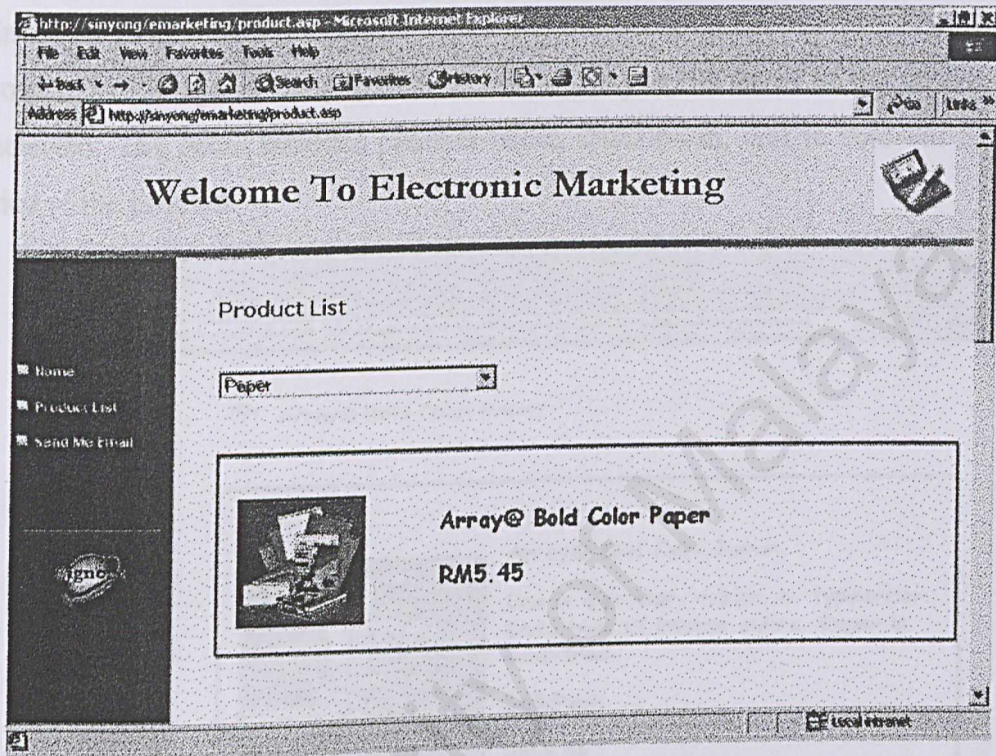 http://sinyong/emarketing/product.asp - Microsoft Internet Explorer
File Edit View Favorites Tools Help
Back Search Favorites History
Address http://sinyong/emarketing/product.asp Go Links »
Welcome To Electronic Marketing
Product List
Home
Paper
Product List
Send Me Email
Array@ Bold Color Paper
RM5.45
Local intranet
of Malaya